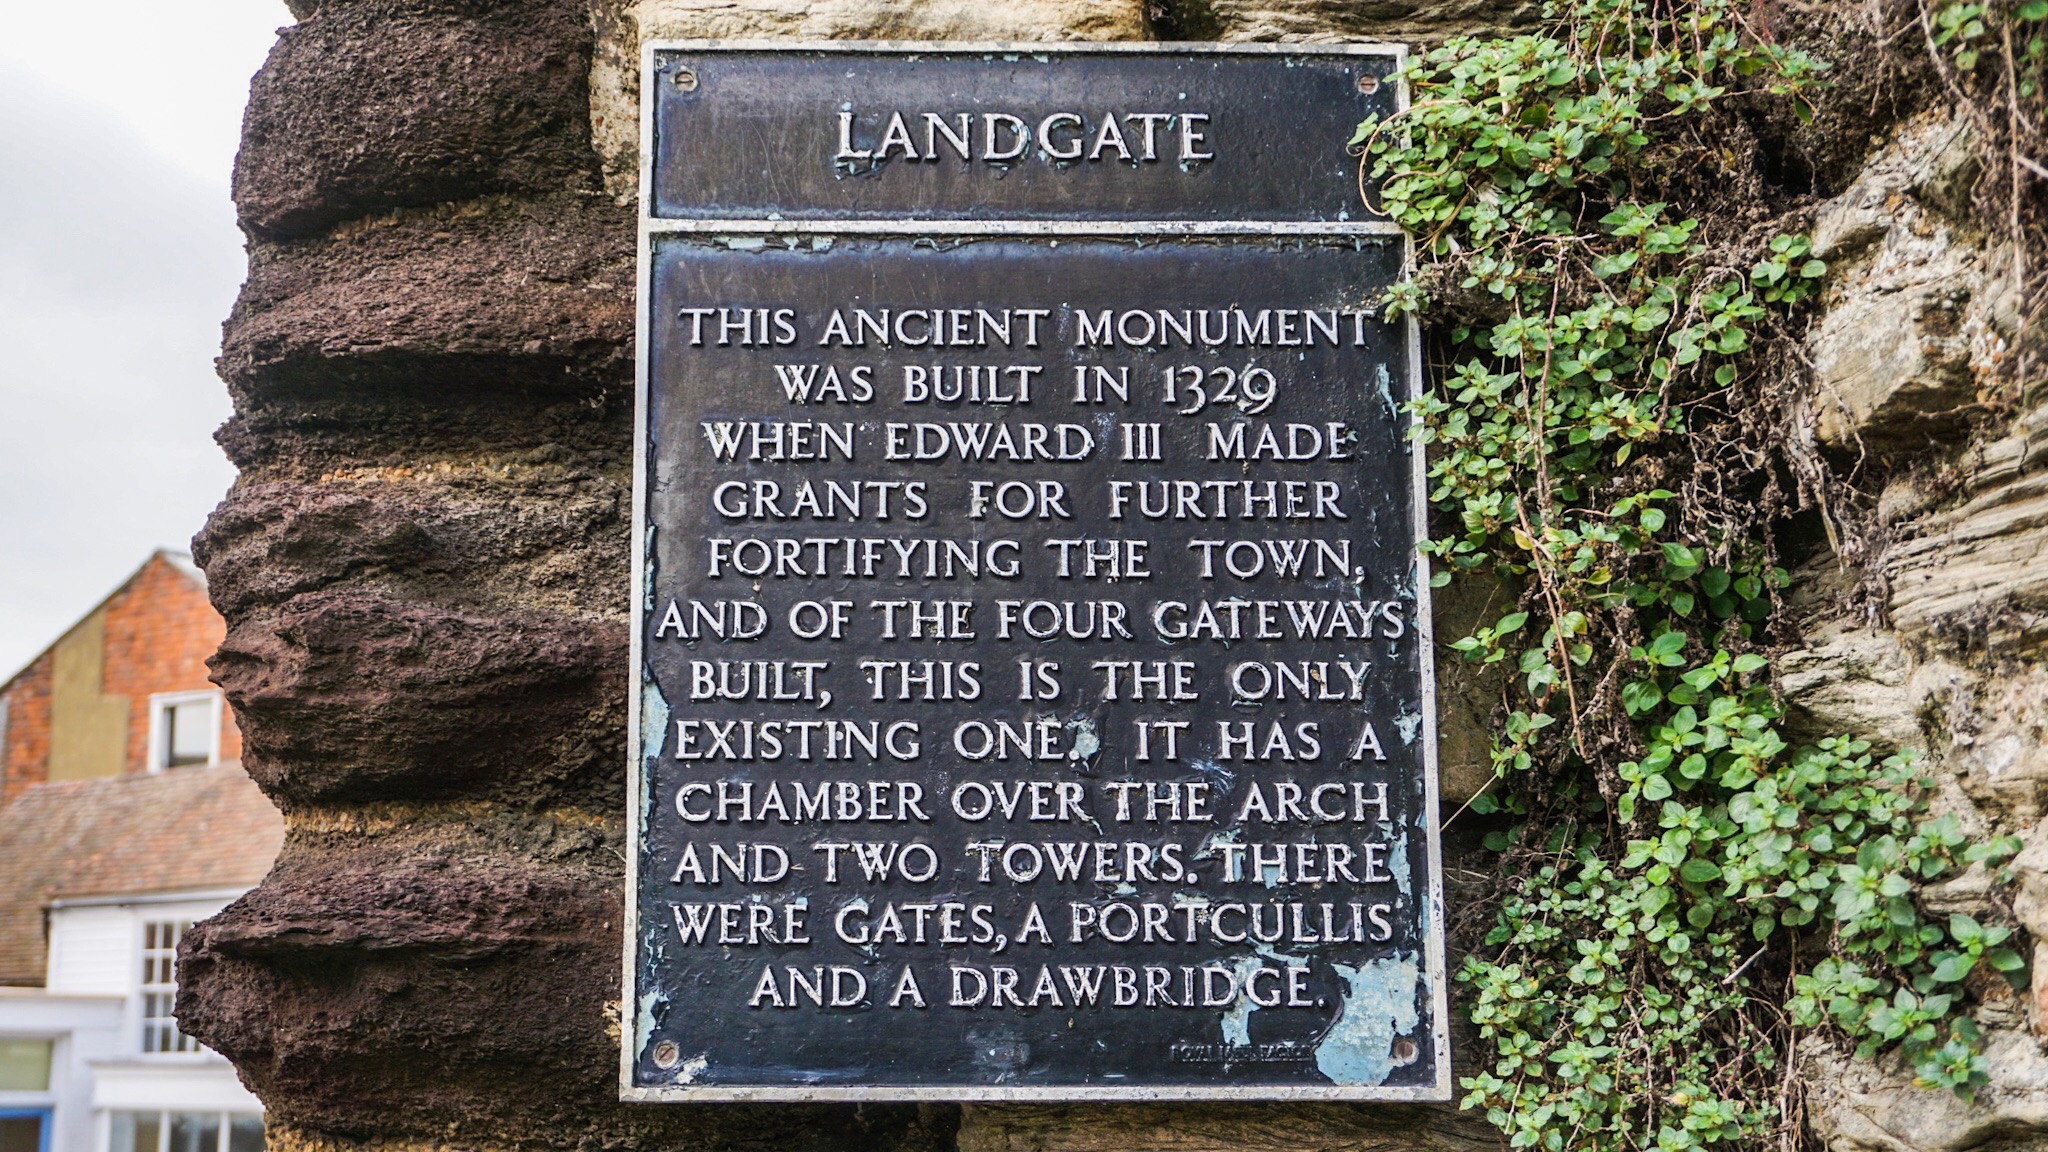 LANDGATE
THIS ANCIENT MONUMENT
WAS BUILT IN 1329
WHEN EDWARD III MADE
GRANTS FOR FURTHER
FORTIFYING THE TOWN,
AND OF THE FOUR GATEWAYS
BUILT, THIS IS THE ONLY
EXISTING ONE. IT HAS A
CHAMBER OVER THE ARCH
AND TWO TOWERS. THERE
WERE GATES, A PORTCULLIS
AND A DRAWBRIDGE.